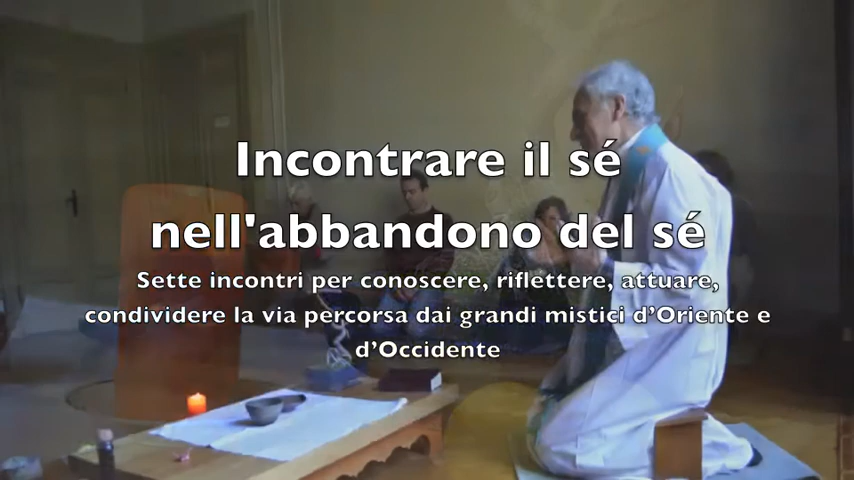 Incontrare il sé
nell'abbandono del sé
Sette incontri per conoscere, riflettere, attuare,
condividere la via percorsa dai grandi mistici d’Oriente e
d’Occidente